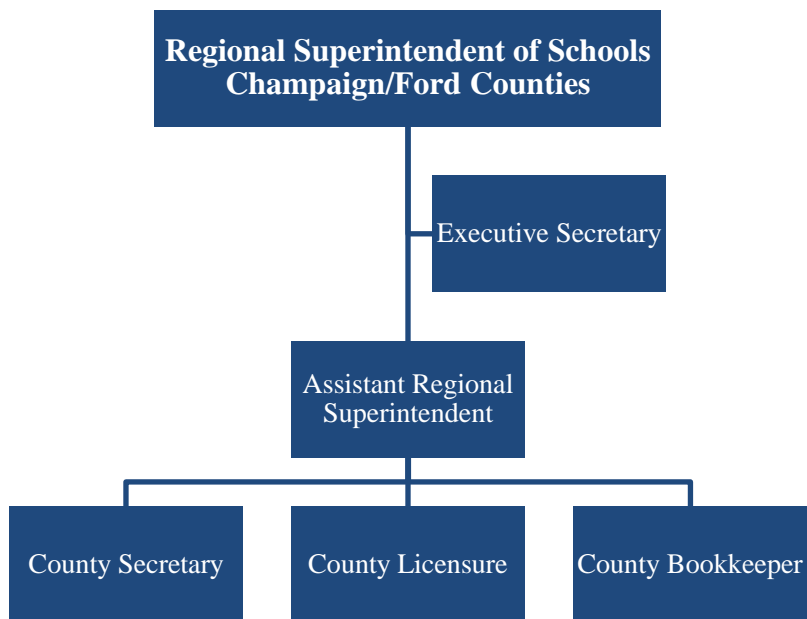 Regional Superintendent of Schools
Champaign/Ford Counties
Executive Secretary
Assistant Regional
Superintendent
County Secretary
County Licensure
County Bookkeeper